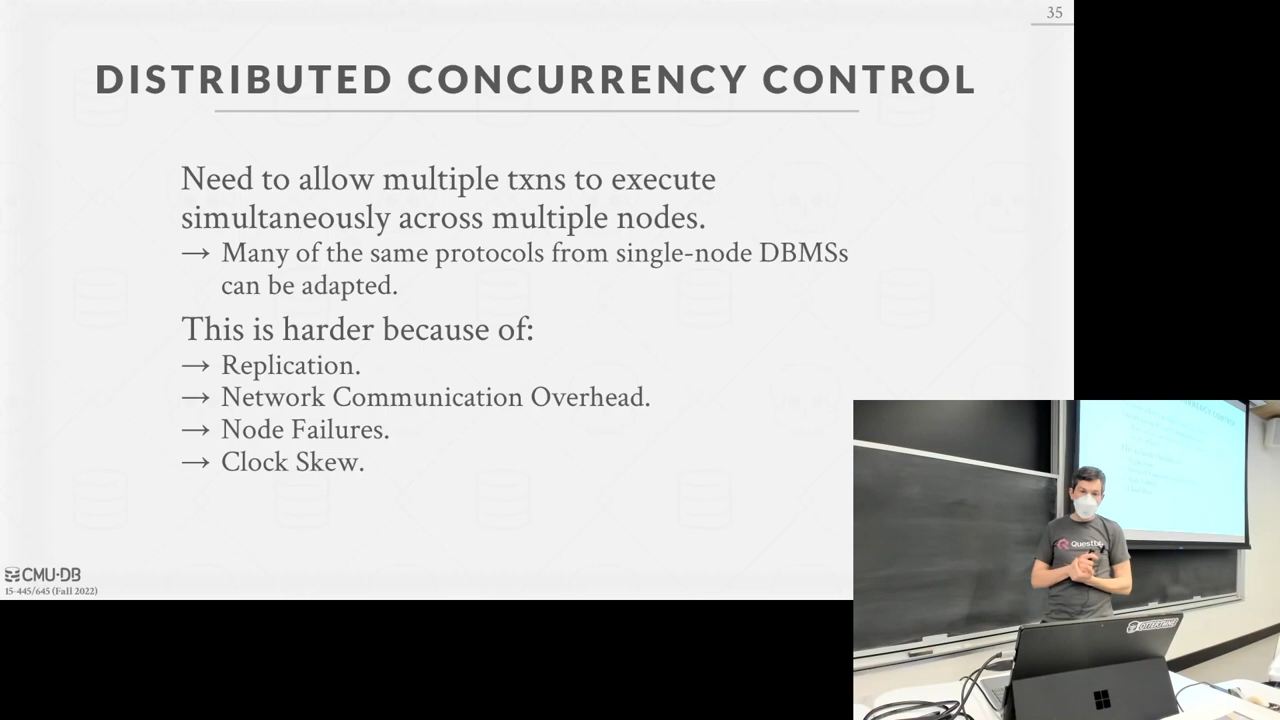 35
DISTRIBUTED CONCURRENCY CONTROL
Need to allow multiple txns to execute
simultaneously across multiple nodes.
→ Many of the same protocols from single-node DBMSs
can be adapted.
This is harder because of:
→ Replication.
→ Network Communication Overhead.
→ Node Failures.
→ Clock Skew.
CMU·DB
15-445/645 (Fall 2022)